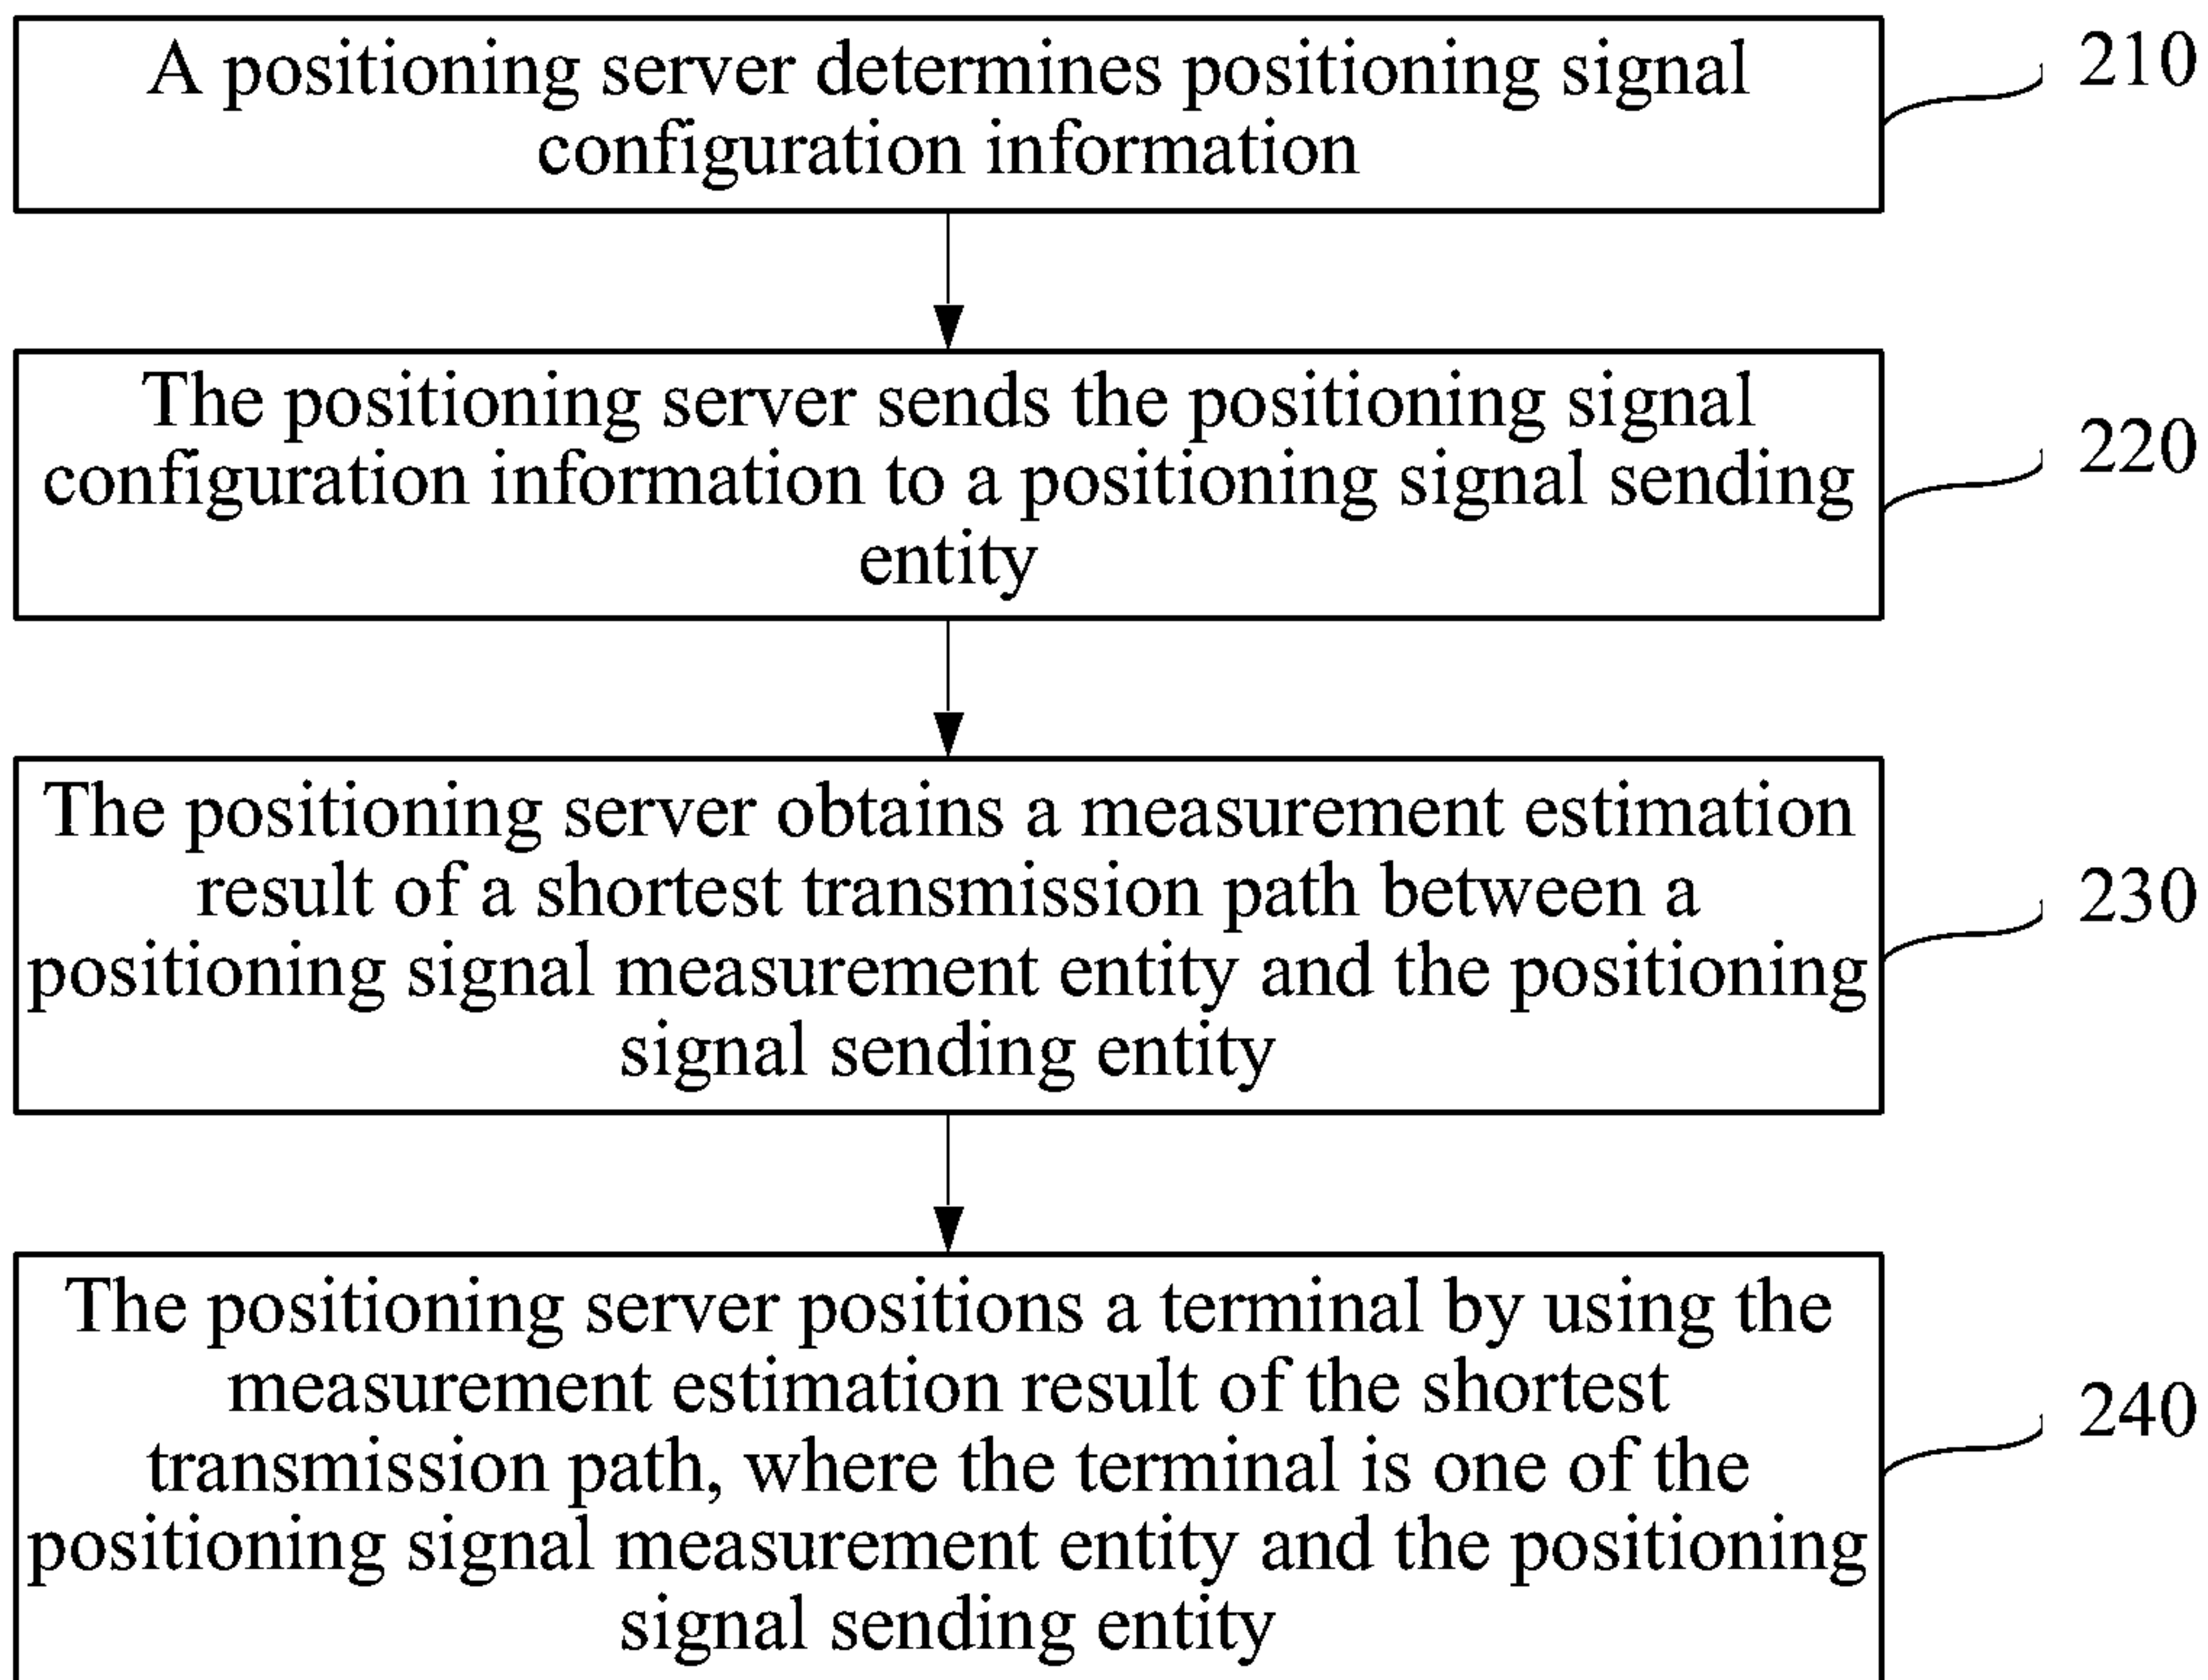 A positioning server determines positioning signal
configuration information
210
The positioning server sends the positioning signal
configuration information to a positioning signal sending
entity
220
The positioning server obtains a measurement estimation
result of a shortest transmission path between a
positioning signal measurement entity and the positioning
signal sending entity
230
The positioning server positions a terminal by using the
measurement estimation result of the shortest
transmission path, where the terminal is one of the
positioning signal measurement entity and the positioning
signal sending entity
240